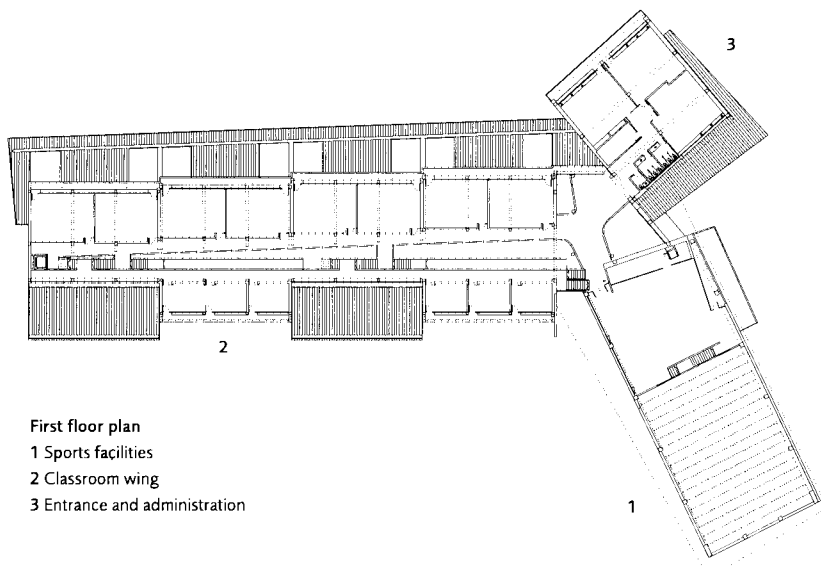 3
2
First floor plan
1 Sports facilities
2 Classroom wing
3 Entrance and administration
1